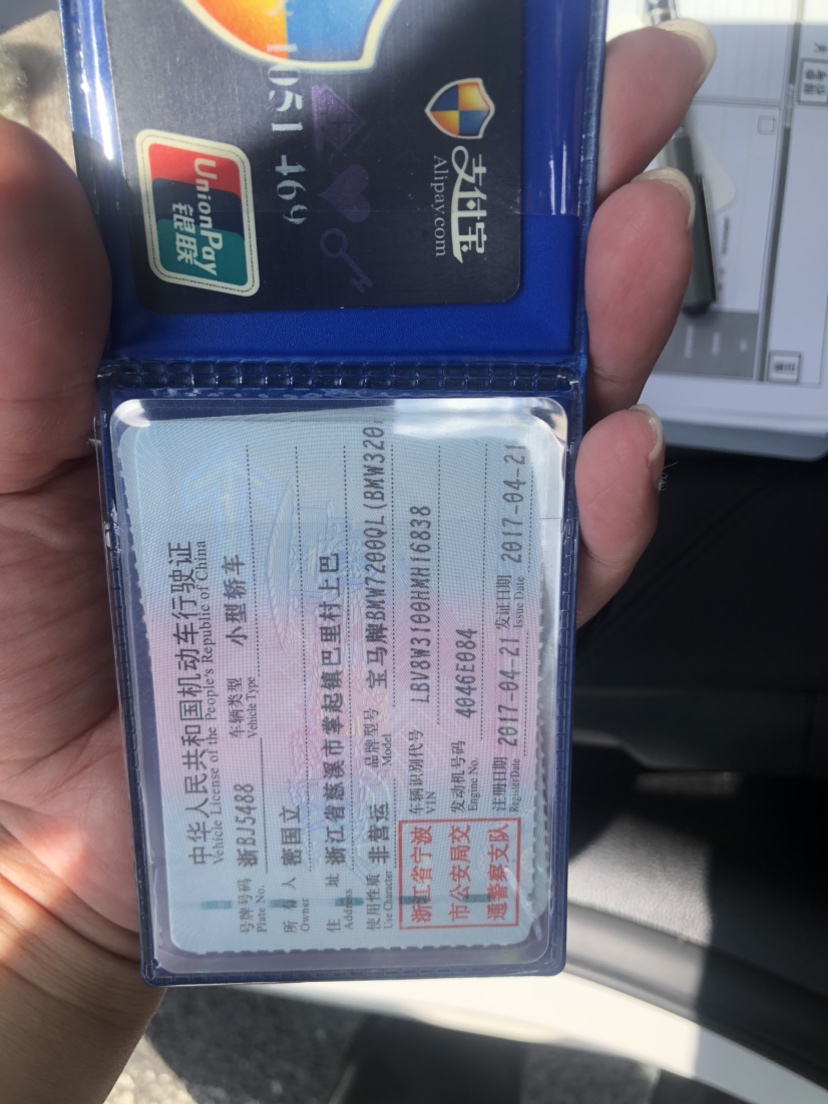 支付宝
Alipay.com
1051 469
UnionPay
银联
中华人民共和国机动车行驶证
Vehicle License of the People's Republic of China
号牌号码 浙BJ5488 车辆类型 小型轿车
Plate No. Vehicle Type
所有人 密国立
Owner
住 址 浙江省慈溪市掌起镇巴里村上巴
Address
使用性质 非营运 品牌型号 宝马牌BMW7200QL(BMW320
Use Character Model
浙江省宁波
市公安局交
通警察支队
车辆识别代号 LBV8W3100HMH16838
VIN
发动机号码 4046E084
Engine No.
注册日期 2017-04-21 发证日期 2017-04-21
Register Date Issue Date